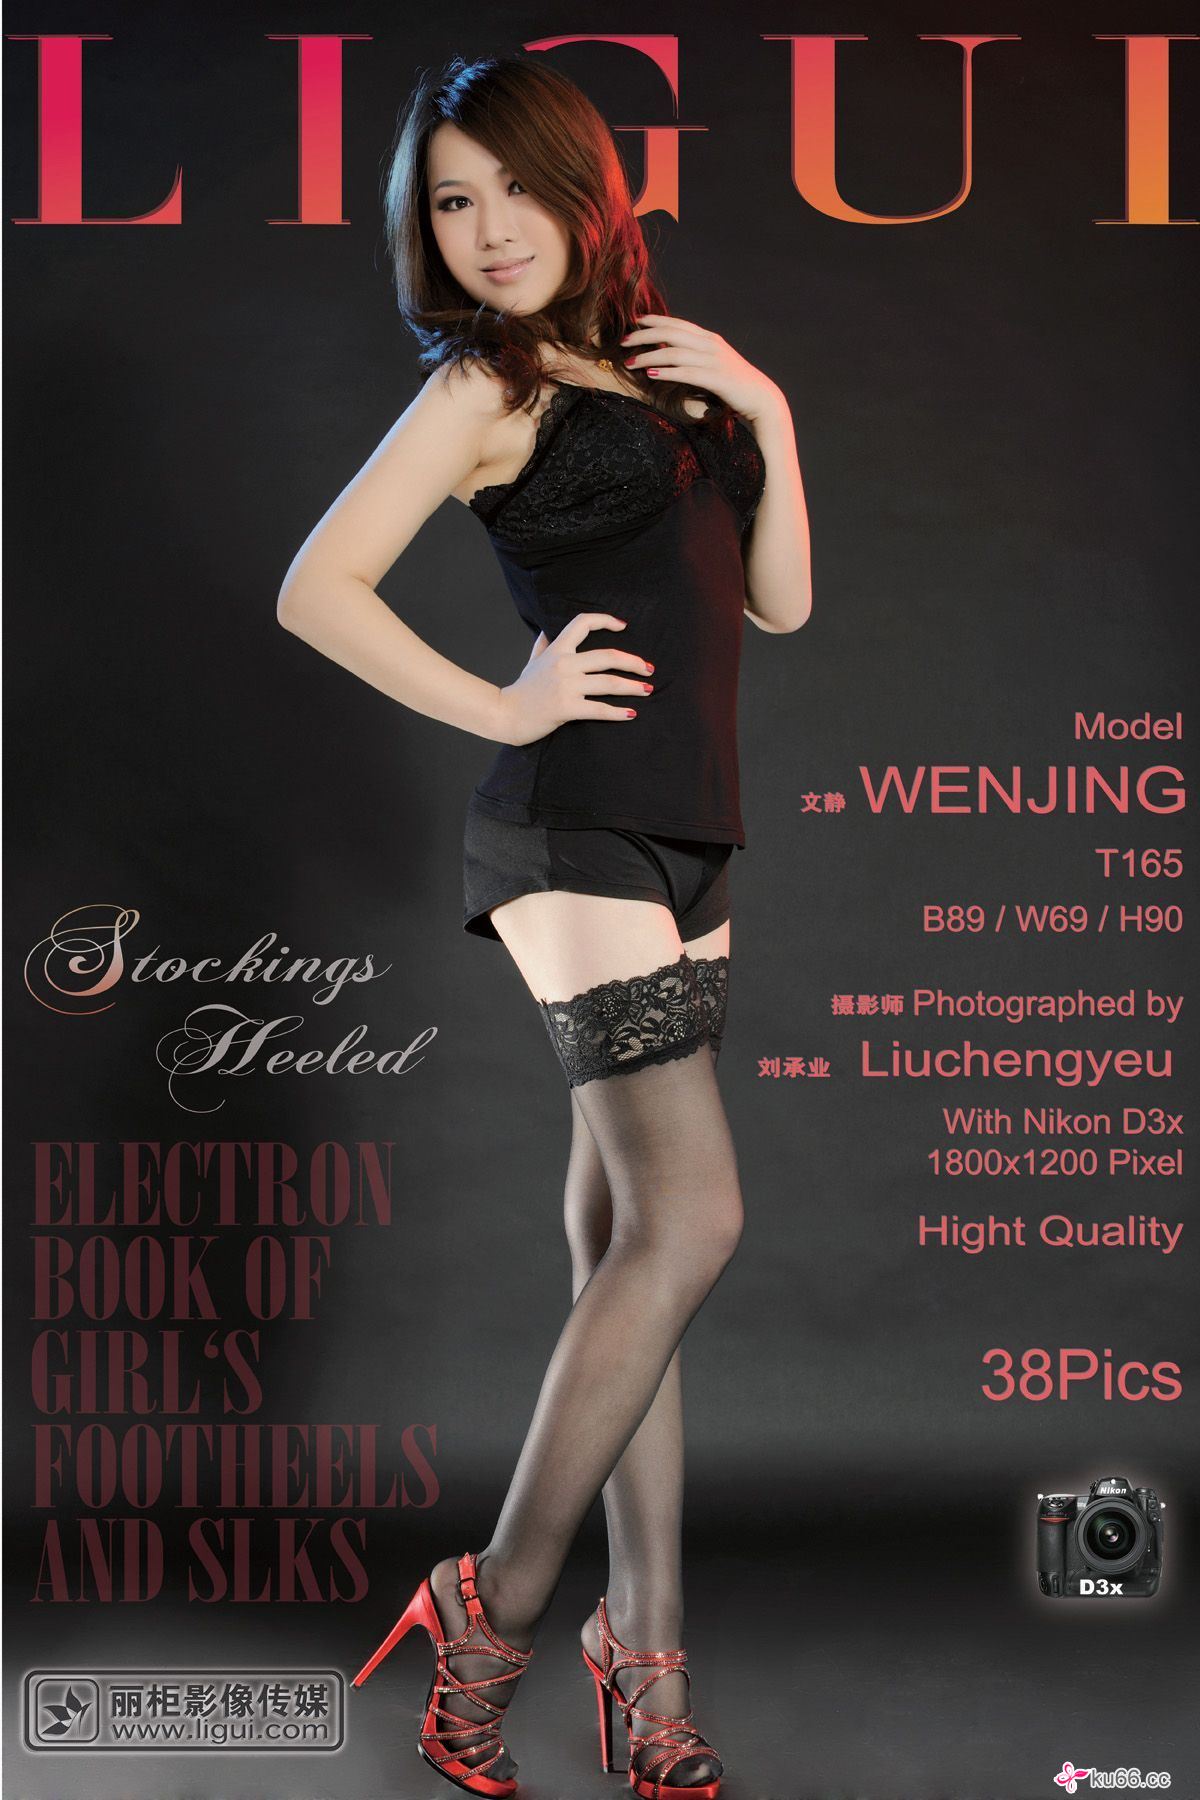 LIGUI
Model
文静 WENJING
T165
B89 / W69 / H90
摄影师 Photographed by
刘承业 Liuchengyeu
With Nikon D3x
1800x1200 Pixel
Hight Quality
38Pics
Stockings
Heeled
ELECTRON
BOOK OF
GIRL‘S
FOOTHEELS
AND SLKS
Nikon
D3x
丽柜影像传媒
www.ligui.com
ku66.cc